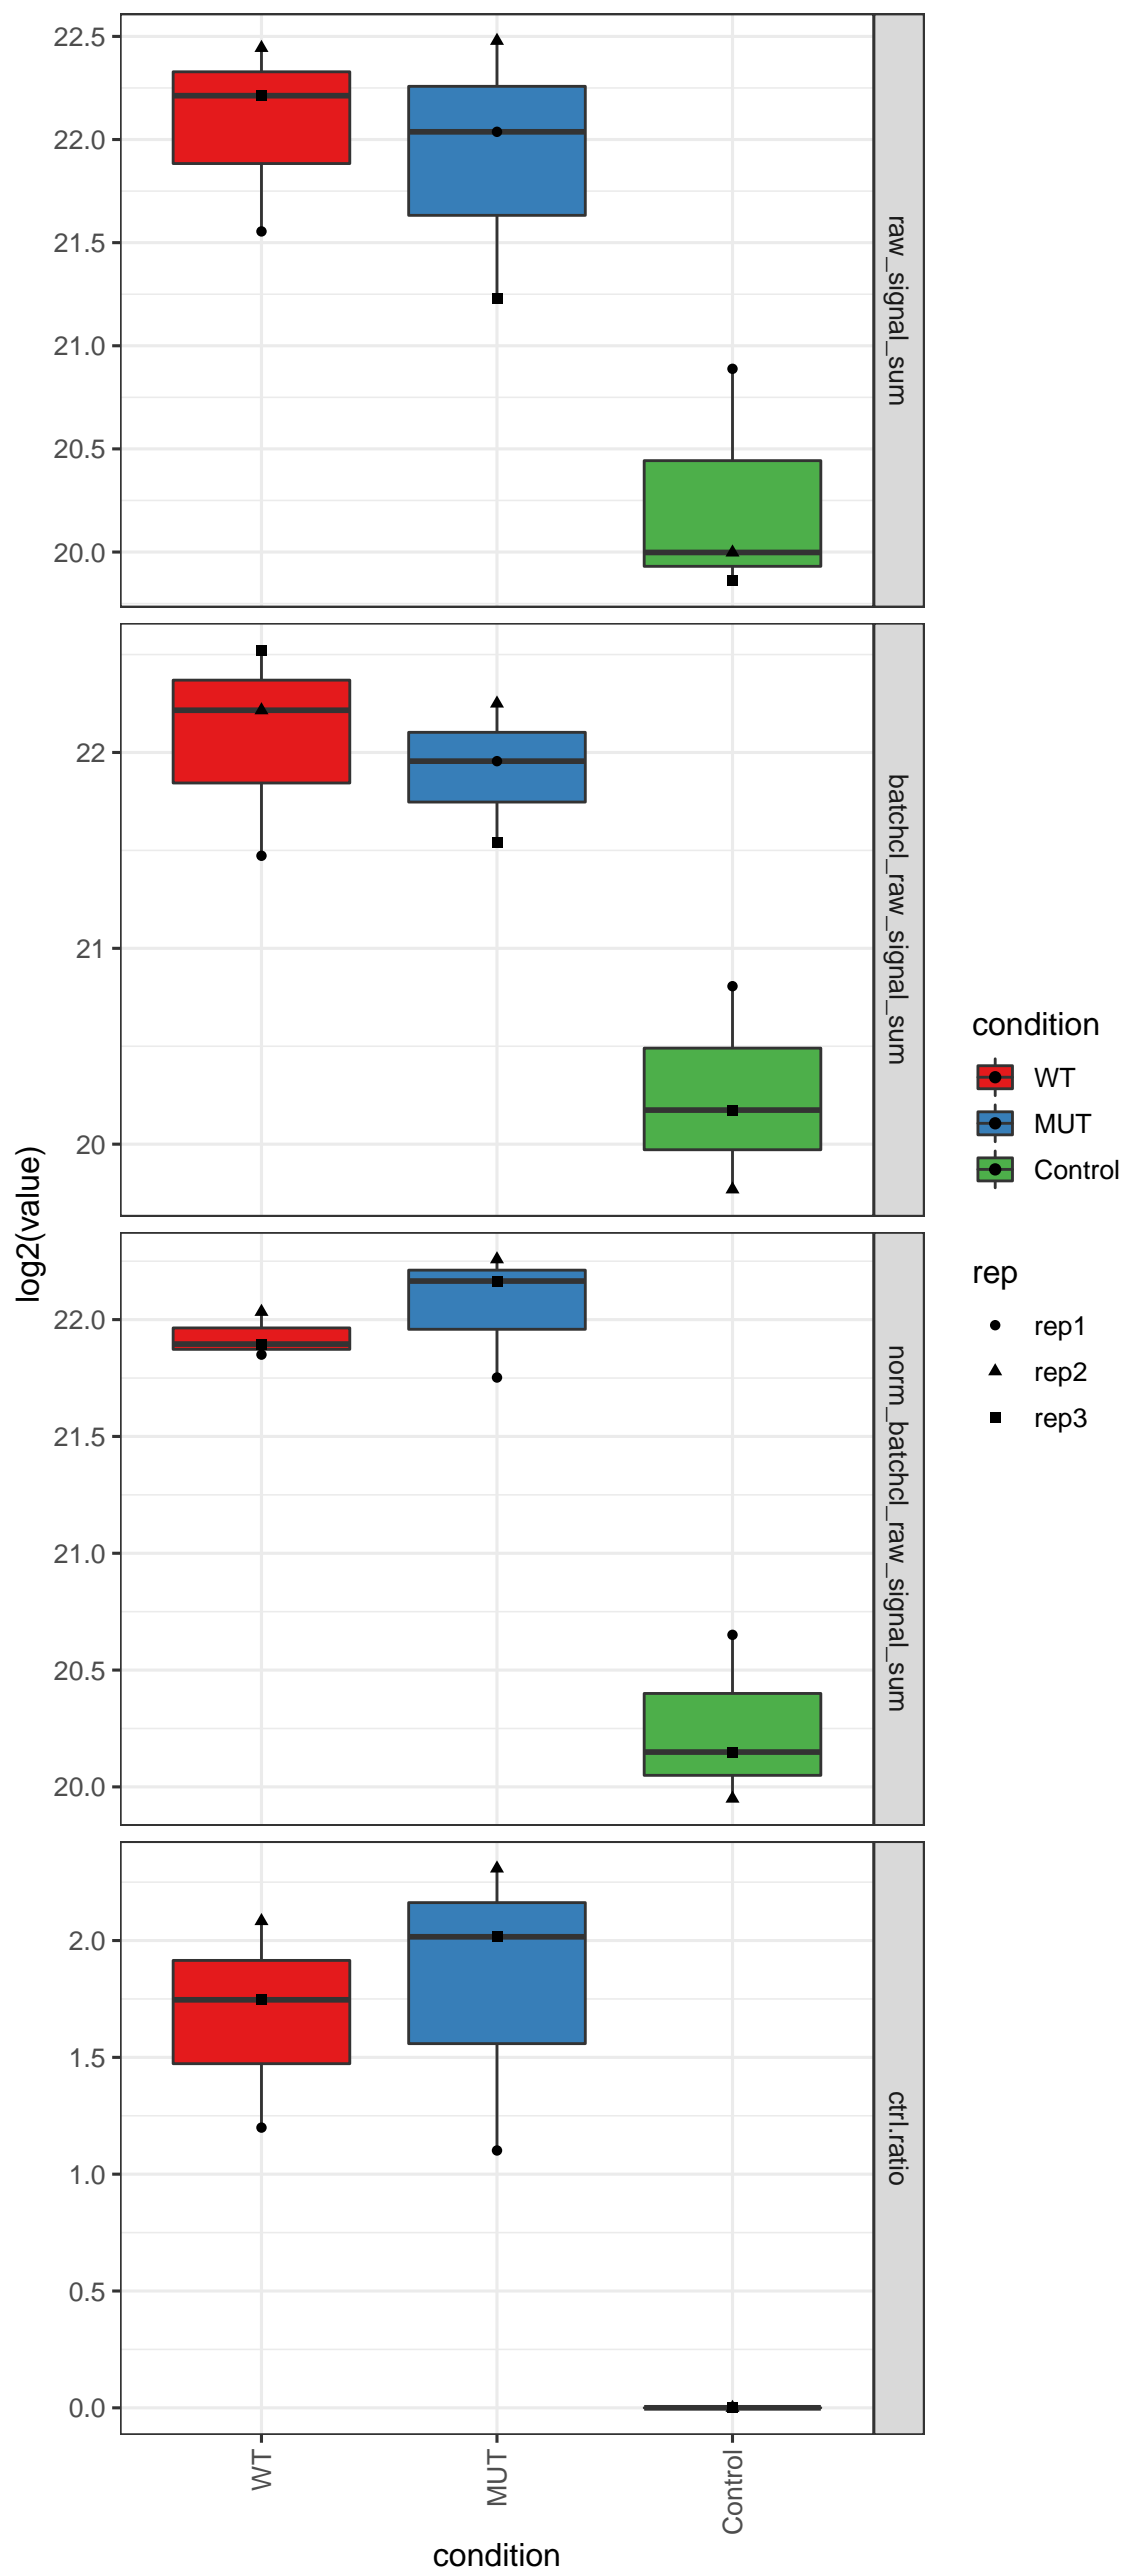 22.5
22.0
21.5
21.0
20.5
20.0
raw_signal_sum
22
21
20
batchcl_raw_signal_sum
22.0
21.5
21.0
20.5
20.0
norm_batchcl_raw_signal_sum
2.0
1.5
1.0
0.5
0.0
ctrl.ratio
log2(value)
WT
MUT
Control
condition
condition
WT
MUT
Control
rep
rep1
rep2
rep3